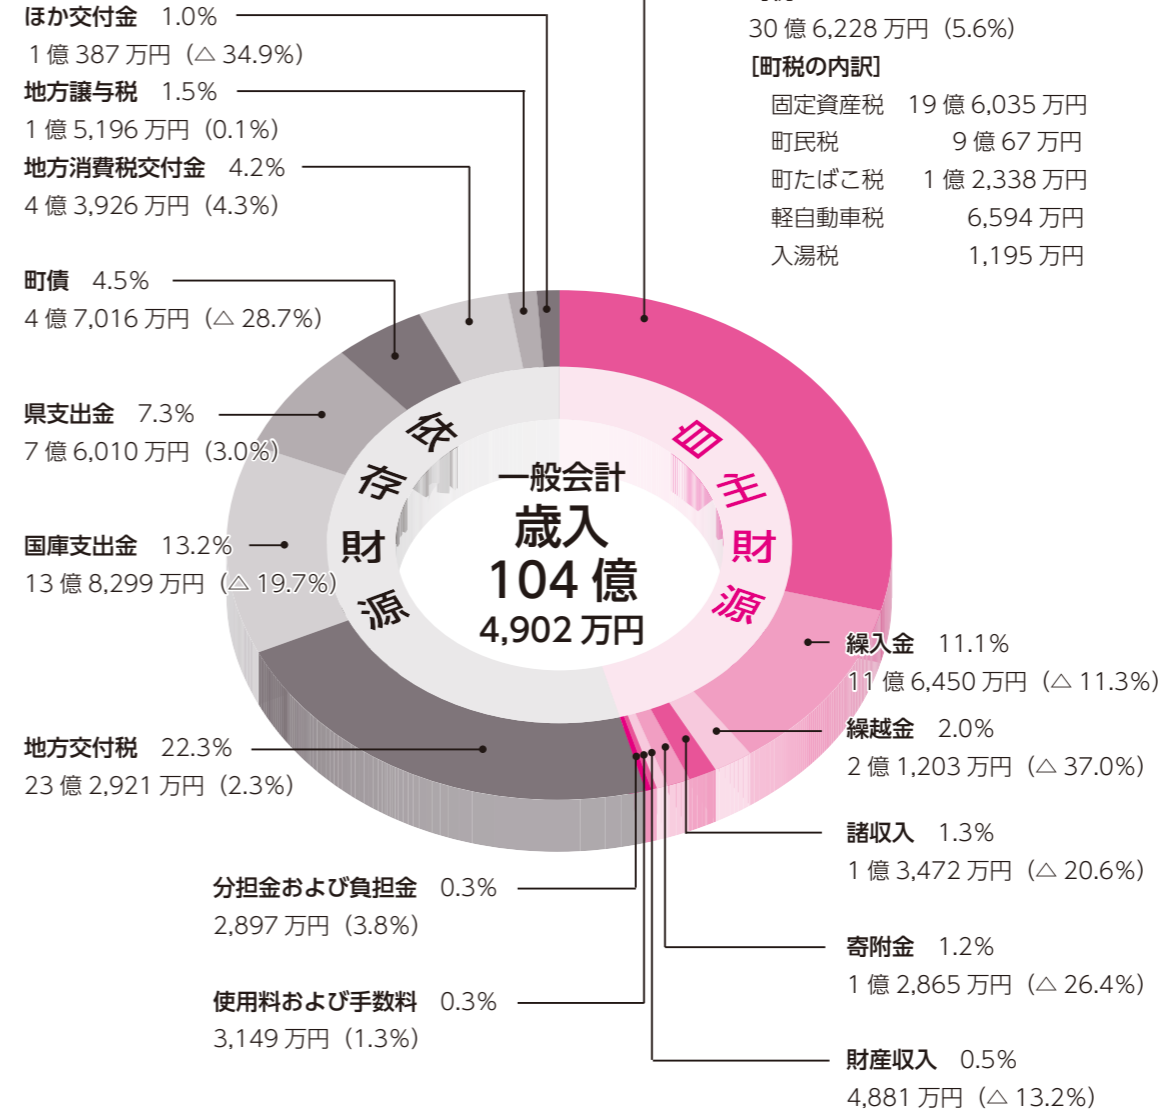 ほか交付金 1.0%
1億387万円（△ 34.9%）
地方譲与税 1.5%
1億5,196万円（0.1%）
地方消費税交付金 4.2%
4億3,926万円（4.3%）
町債 4.5%
4億7,016万円（△ 28.7%）
県支出金 7.3%
7億6,010万円（3.0%）
国庫支出金 13.2%
13億8,299万円（△ 19.7%）
地方交付税 22.3%
23億2,921万円（2.3%）
30億6,228万円（5.6%）
［町税の内訳］
固定資産税 19億6,035万円
町民税 9億67万円
町たばこ税 1億2,338万円
軽自動車税 6,594万円
入湯税 1,195万円
依存財源
自主財源
一般会計
歳入
104億
4,902万円
繰入金 11.1%
11億6,450万円（△ 11.3%）
繰越金 2.0%
2億1,203万円（△ 37.0%）
諸収入 1.3%
1億3,472万円（△ 20.6%）
寄附金 1.2%
1億2,865万円（△ 26.4%）
財産収入 0.5%
4,881万円（△ 13.2%）
分担金および負担金 0.3%
2,897万円（3.8%）
使用料および手数料 0.3%
3,149万円（1.3%）